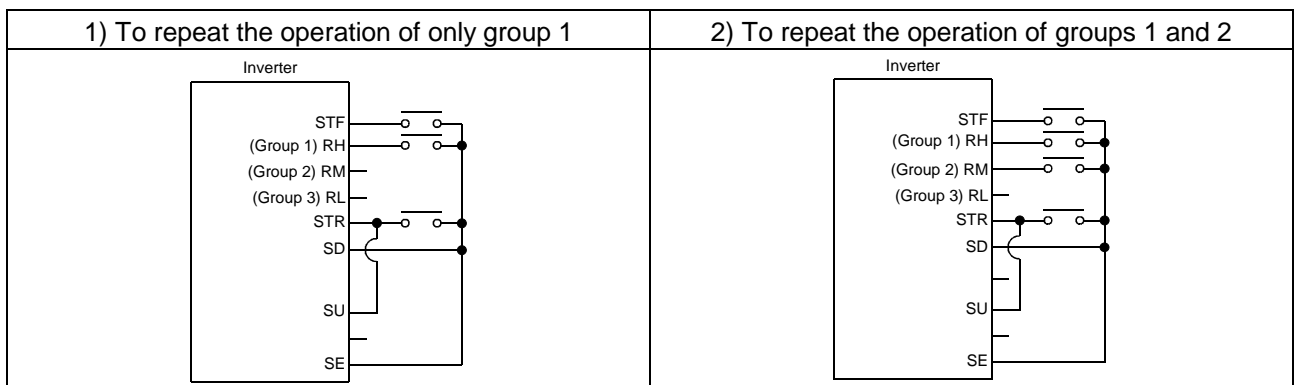 1) To repeat the operation of only group 1
2) To repeat the operation of groups 1 and 2
Inverter
STF
(Group 1) RH
(Group 2) RM
(Group 3) RL
STR
SD
SU
SE
Inverter
STF
(Group 1) RH
(Group 2) RM
(Group 3) RL
STR
SD
SU
SE